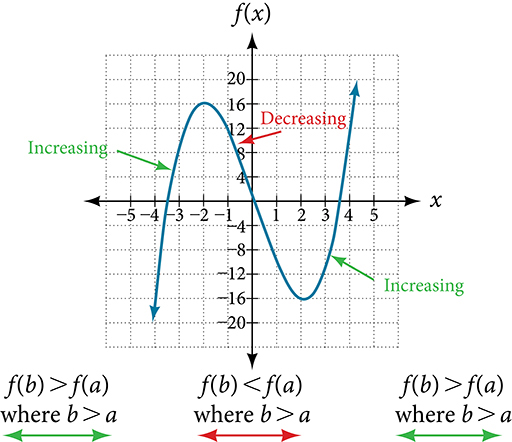 f(x)
20
16
12
8
4
Decreasing
Increasing
−5 −4 −3 −2 −1 0 1 2 3 4 5 x
−4
−8
−12
−16
−20
Increasing
f(b) > f(a)
where b > a
f(b) < f(a)
where b > a
f(b) > f(a)
where b > a